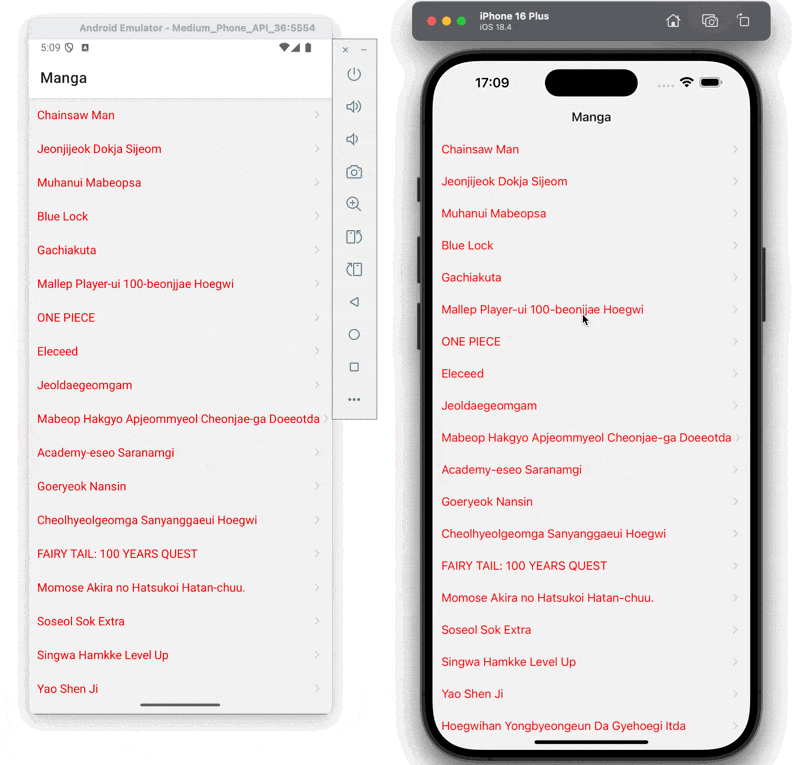 Android Emulator - Medium_Phone_API_36:5554
5:09
Manga
Chainsaw Man
Jeonjijeok Dokja Sijeom
Muhanui Mabeopsa
Blue Lock
Gachiakuta
Mallep Player-ui 100-beonjjae Hoegwi
ONE PIECE
Eleceed
Jeoldaegeomgam
Mabeop Hakgyo Apjeommyeol Cheonjae-ga Doeeotda
Academy-eseo Saranamgi
Goeryeok Nansin
Cheolhyeolgeomga Sanyanggaeui Hoegwi
FAIRY TAIL: 100 YEARS QUEST
Momose Akira no Hatsukoi Hatan-chuu.
Soseol Sok Extra
Singwa Hamkke Level Up
Yao Shen Ji
iPhone 16 Plus
iOS 18.4
17:09
Manga
Chainsaw Man
Jeonjijeok Dokja Sijeom
Muhanui Mabeopsa
Blue Lock
Gachiakuta
Mallep Player-ui 100-beonjjae Hoegwi
ONE PIECE
Eleceed
Jeoldaegeomgam
Mabeop Hakgyo Apjeommyeol Cheonjae-ga Doeeotda
Academy-eseo Saranamgi
Goeryeok Nansin
Cheolhyeolgeomga Sanyanggaeui Hoegwi
FAIRY TAIL: 100 YEARS QUEST
Momose Akira no Hatsukoi Hatan-chuu.
Soseol Sok Extra
Singwa Hamkke Level Up
Yao Shen Ji
Hoegwihan Yongbyeongeun Da Gyehoegi Itda